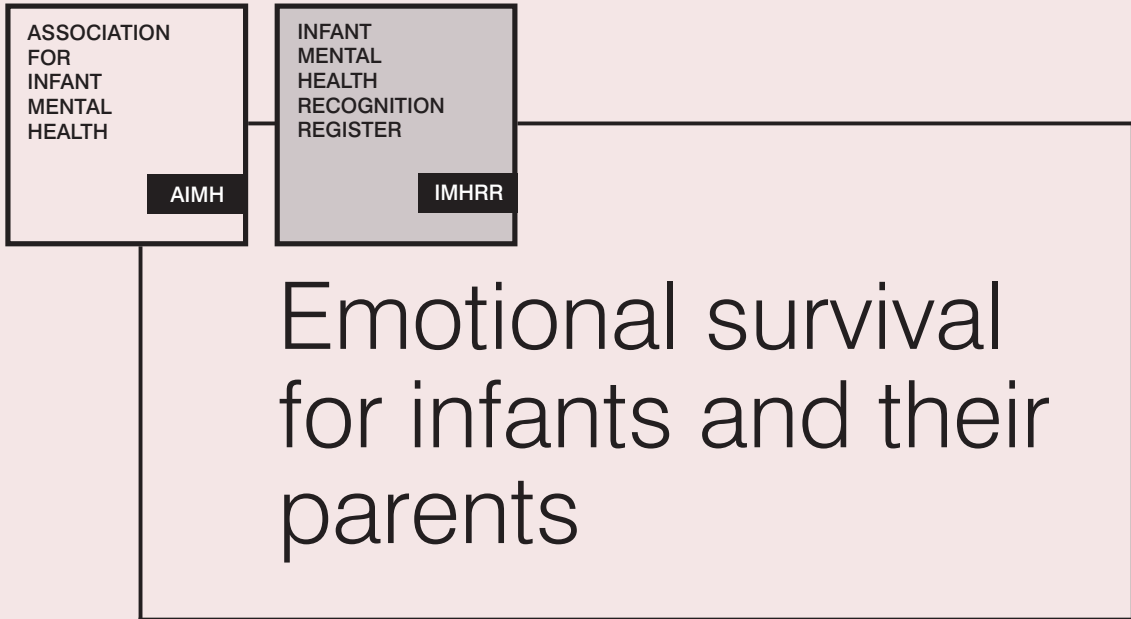 ASSOCIATION
FOR
INFANT
MENTAL
HEALTH
AIMH
INFANT
MENTAL
HEALTH
RECOGNITION
REGISTER
IMHRR
Emotional survival
for infants and their
parents